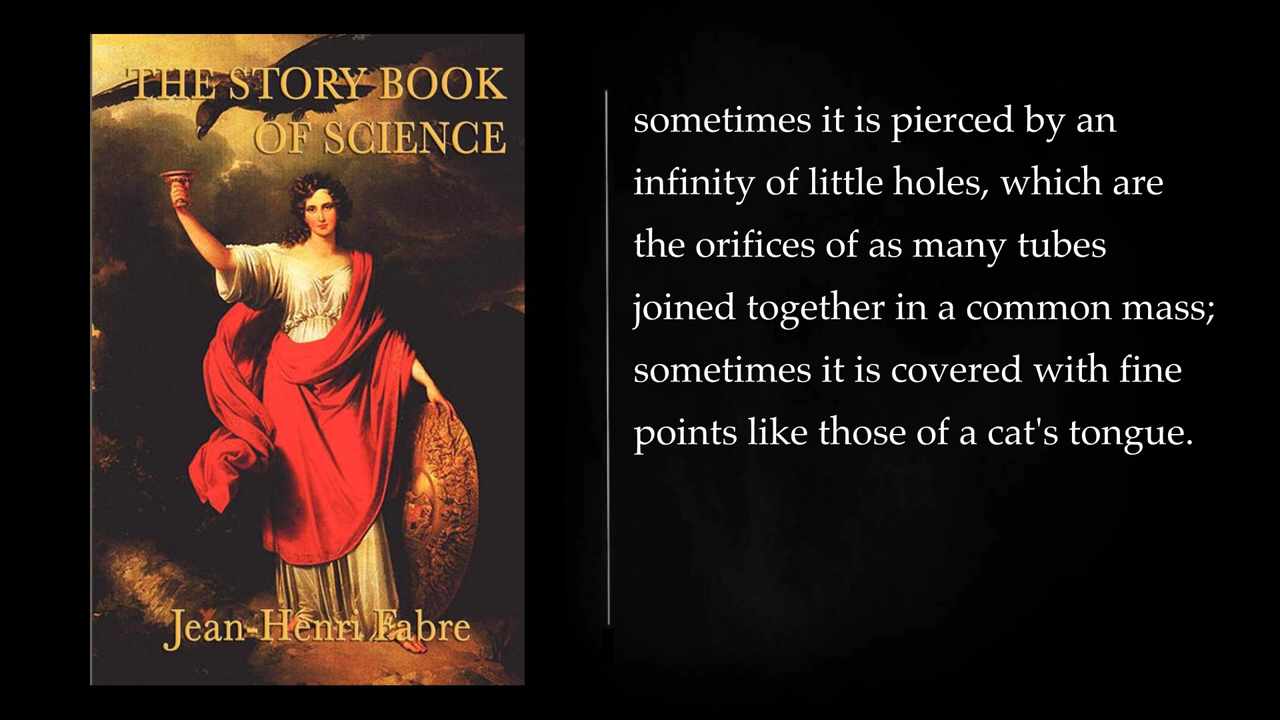 THE STORY BOOK
OF SCIENCE
Jean-Henri Fabre
sometimes it is pierced by an
infinity of little holes, which are
the orifices of as many tubes
joined together in a common mass;
sometimes it is covered with fine
points like those of a cat's tongue.